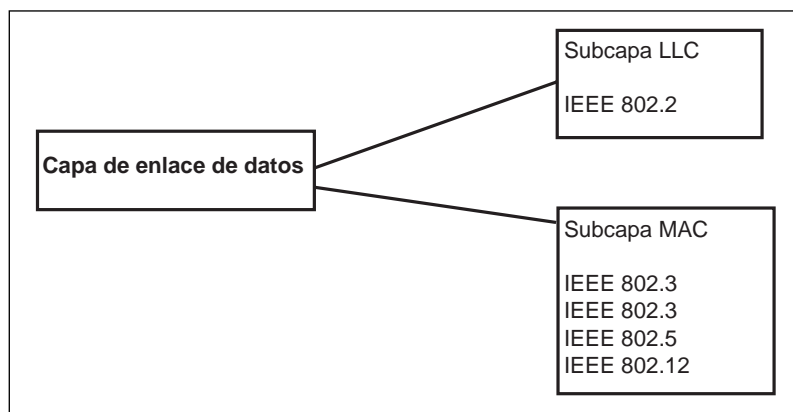 Subcapa LLC
IEEE 802.2
Capa de enlace de datos
Subcapa MAC
IEEE 802.3
IEEE 802.3
IEEE 802.5
IEEE 802.12